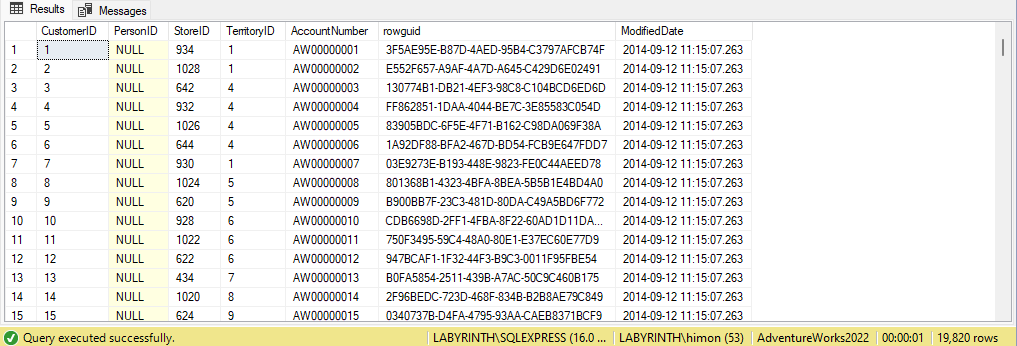 Results Messages
CustomerID PersonID StoreID TerritoryID AccountNumber rowguid ModifiedDate
1 1 NULL 934 1 AW00000001 3F5AE95E-B87D-4AED-95B4-C3797AFCB74F 2014-09-12 11:15:07.263
2 2 NULL 1028 1 AW00000002 E552F657-A9AF-4A7D-A645-C429D6E02491 2014-09-12 11:15:07.263
3 3 NULL 642 4 AW00000003 130774B1-DB21-4EF3-98C8-C104BCD6ED6D 2014-09-12 11:15:07.263
4 4 NULL 932 4 AW00000004 FF862851-1DAA-4044-BE7C-3E85583C054D 2014-09-12 11:15:07.263
5 5 NULL 1026 4 AW00000005 83905BDC-6F5E-4F71-B162-C98DA069F38A 2014-09-12 11:15:07.263
6 6 NULL 644 4 AW00000006 1A92DF88-BFA2-467D-BD54-FCB9E647FDD7 2014-09-12 11:15:07.263
7 7 NULL 930 1 AW00000007 03E9273E-B193-448E-9823-FE0C44AEED78 2014-09-12 11:15:07.263
8 8 NULL 1024 5 AW00000008 801368B1-4323-4BFA-8BEA-5B5B1E4BD4A0 2014-09-12 11:15:07.263
9 9 NULL 620 5 AW00000009 B900BB7F-23C3-481D-80DA-C49A5BD6F772 2014-09-12 11:15:07.263
10 10 NULL 928 6 AW00000010 CDB6698D-2FF1-4FBA-8F22-60AD1D11DA... 2014-09-12 11:15:07.263
11 11 NULL 1022 6 AW00000011 750F3495-59C4-48A0-80E1-E37EC60E77D9 2014-09-12 11:15:07.263
12 12 NULL 622 6 AW00000012 947BCAF1-1F32-44F3-B9C3-0011F95FBE54 2014-09-12 11:15:07.263
13 13 NULL 434 7 AW00000013 B0FA5854-2511-439B-A7AC-50C9C460B175 2014-09-12 11:15:07.263
14 14 NULL 1020 8 AW00000014 2F96BEDC-723D-468F-834B-B2B8AE79C849 2014-09-12 11:15:07.263
15 15 NULL 624 9 AW00000015 0340737B-D4FA-4795-93AA-CAEB8371BCF9 2014-09-12 11:15:07.263
Query executed successfully. LABYRINTH\SQLEXPRESS (16.0 ... LABYRINTH\himon (53) AdventureWorks2022 00:00:01 19,820 rows